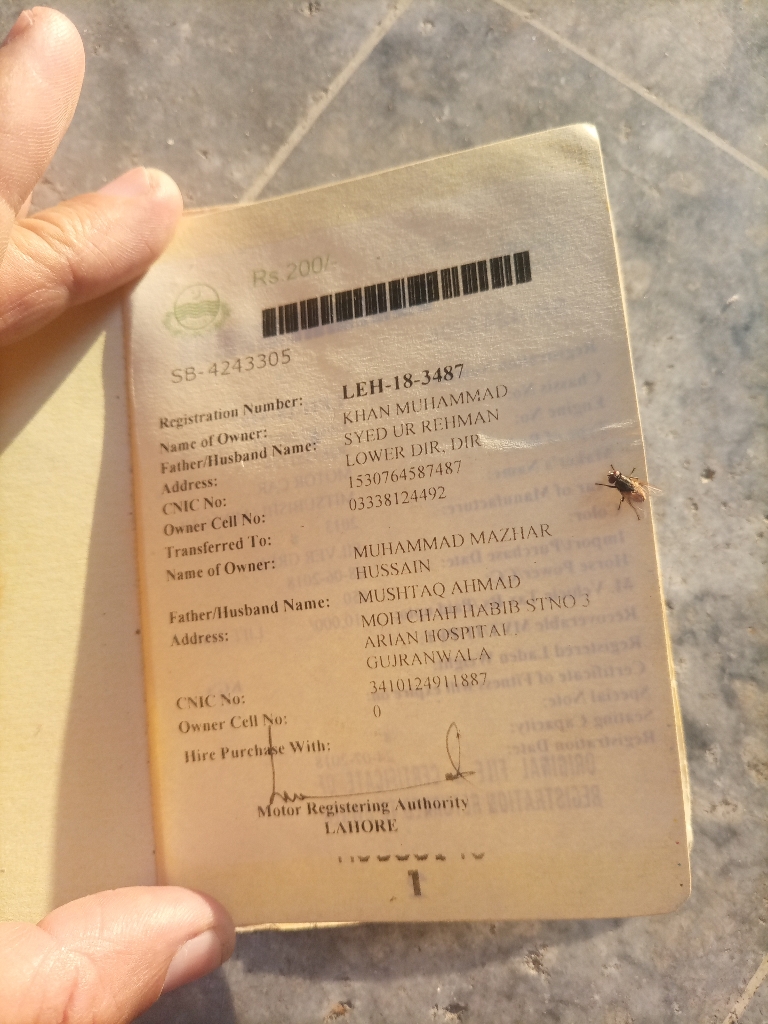 Rs.200/-
SB-4243305
Registration Number: LEH-18-3487
Name of Owner: KHAN MUHAMMAD
Father/Husband Name: SYED UR REHMAN
Address: LOWER DIR, DIR
CNIC No: 1530764587487
Owner Cell No: 03338124492
Transferred To:
Name of Owner: MUHAMMAD MAZHAR
HUSSAIN
Father/Husband Name: MUSHTAQ AHMAD
Address: MOH CHAH HABIB STNO 3
ARIAN HOSPITAL
GUJRANWALA
CNIC No: 3410124911887
Owner Cell No: 0
Hire Purchase With:
Motor Registering Authority
LAHORE
1